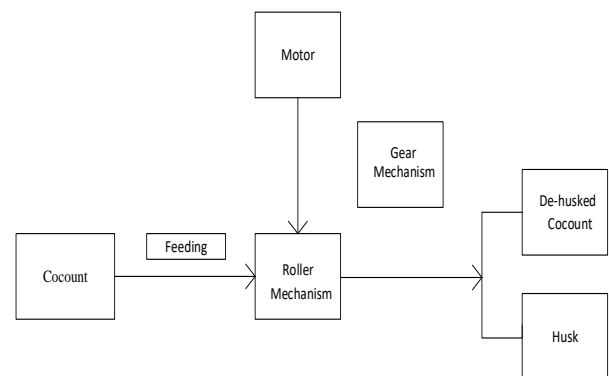 Motor
Gear
Mechanism
De-husked
Cocount
Feeding
Cocount
Roller
Mechanism
Husk